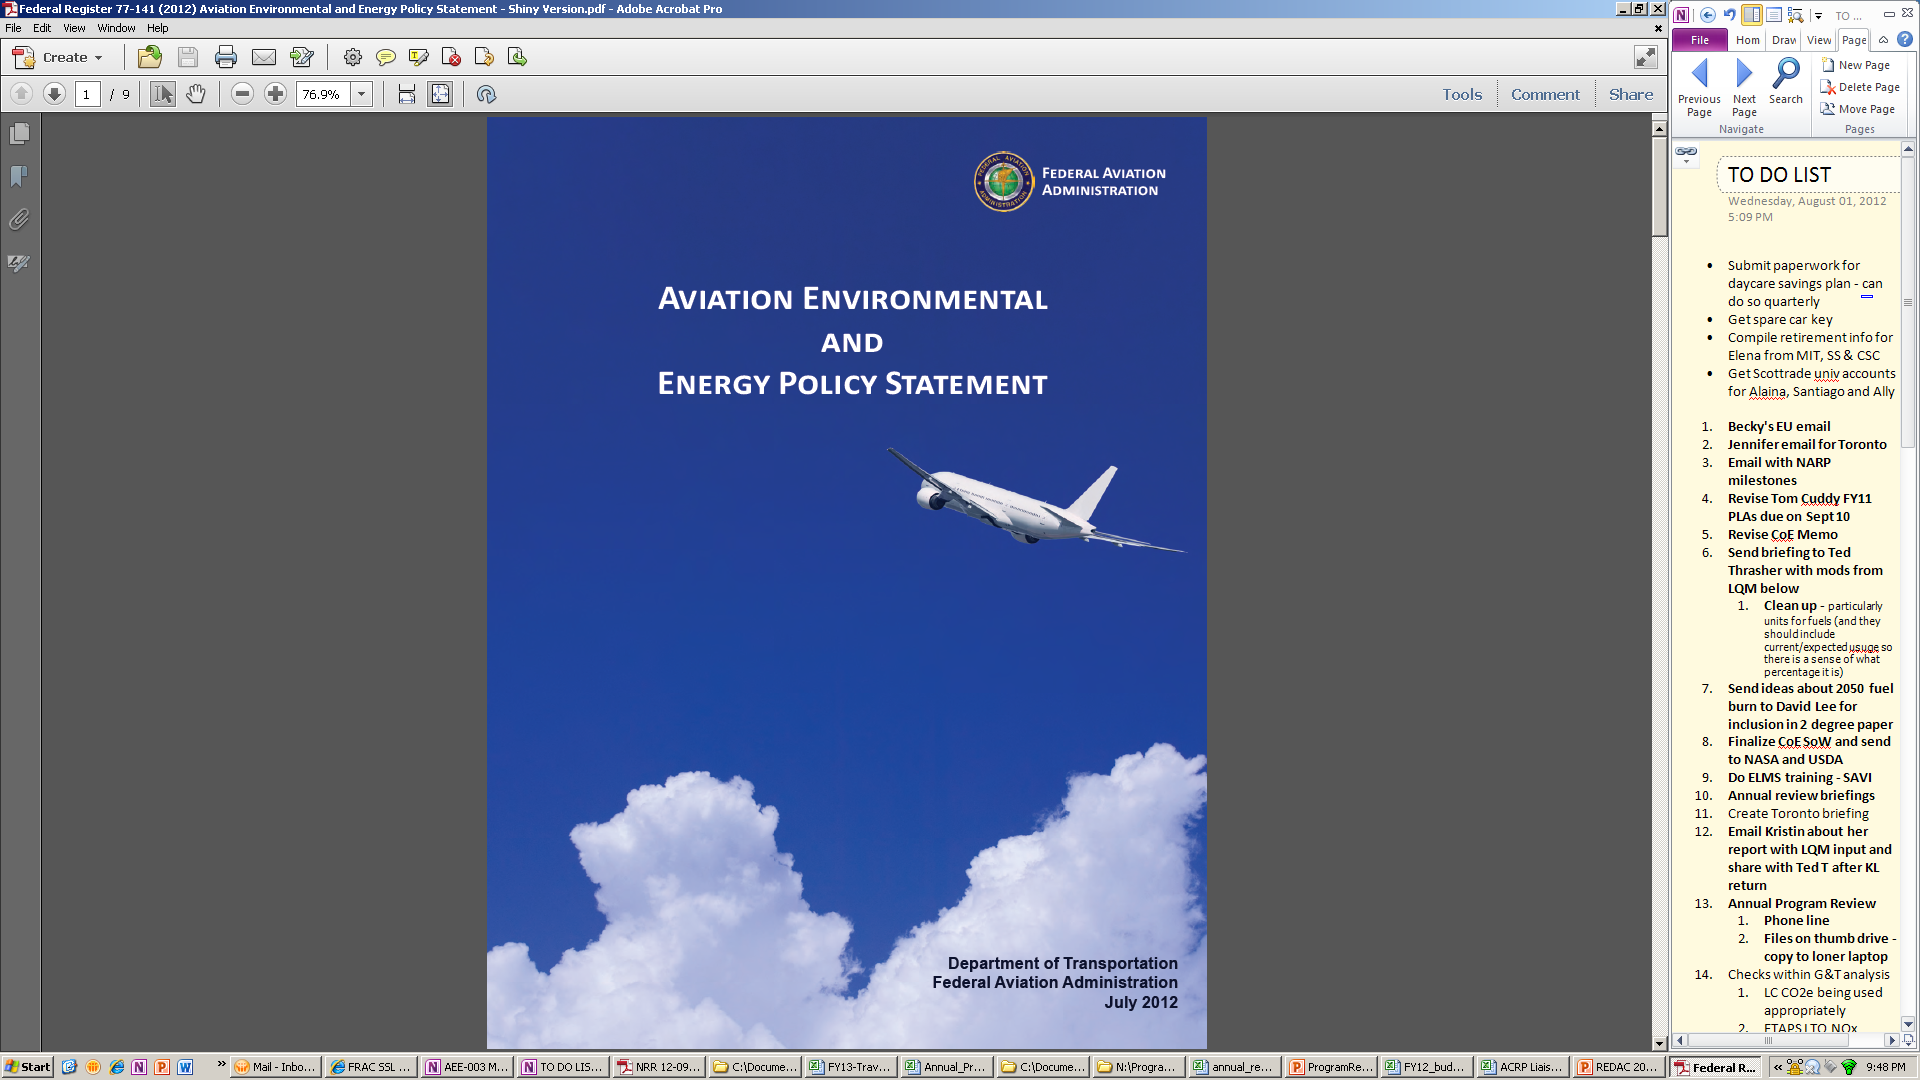 Federal Register 77-141 (2012) Aviation Environmental and Energy Policy Statement - Shiny Version.pdf - Adobe Acrobat Pro
File Edit View Window Help
Create
1 / 9 76.9% Tools Comment Share
FEDERAL AVIATION
ADMINISTRATION
AVIATION ENVIRONMENTAL
AND
ENERGY POLICY STATEMENT
Department of Transportation
Federal Aviation Administration
July 2012
TO ...
File Hom Drav View Page
Previous Page
Next Page
Search
Navigate
New Page
Delete Page
Move Page
Pages
TO DO LIST
Wednesday, August 01, 2012
5:09 PM
• Submit paperwork for
daycare savings plan - can
do so quarterly
• Get spare car key
• Compile retirement info for
Elena from MIT, SS & CSC
• Get Scottrade univ accounts
for Alaina, Santiago and Ally
1. Becky's EU email
2. Jennifer email for Toronto
3. Email with NARP
milestones
4. Revise Tom Cuddy FY11
PLAs due on Sept 10
5. Revise CoE Memo
6. Send briefing to Ted
Thrasher with mods from
LQM below
1. Clean up - particularly
units for fuels (and they
should include
current/expected usuge so
there is a sense of what
percentage it is)
7. Send ideas about 2050 fuel
burn to David Lee for
inclusion in 2 degree paper
8. Finalize CoE SoW and send
to NASA and USDA
9. Do ELMS training - SAVI
10. Annual review briefings
11. Create Toronto briefing
12. Email Kristin about her
report with LQM input and
share with Ted T after KL
return
13. Annual Program Review
1. Phone line
2. Files on thumb drive -
copy to loner laptop
14. Checks within G&T analysis
1. LC CO2e being used
appropriately
2. FTAPS LTO NOx
Start » Mail - Inbo... FRAC SSL ... AEE-003 M... TO DO LIS... NRR 12-09... C:\Docume... FY13-Trav... Annual_Pr... C:\Docume... N:\Progra... annual_re... ProgramRe... FY12_bud... ACRP Liais... REDAC 20... Federal R... « 9:48 PM